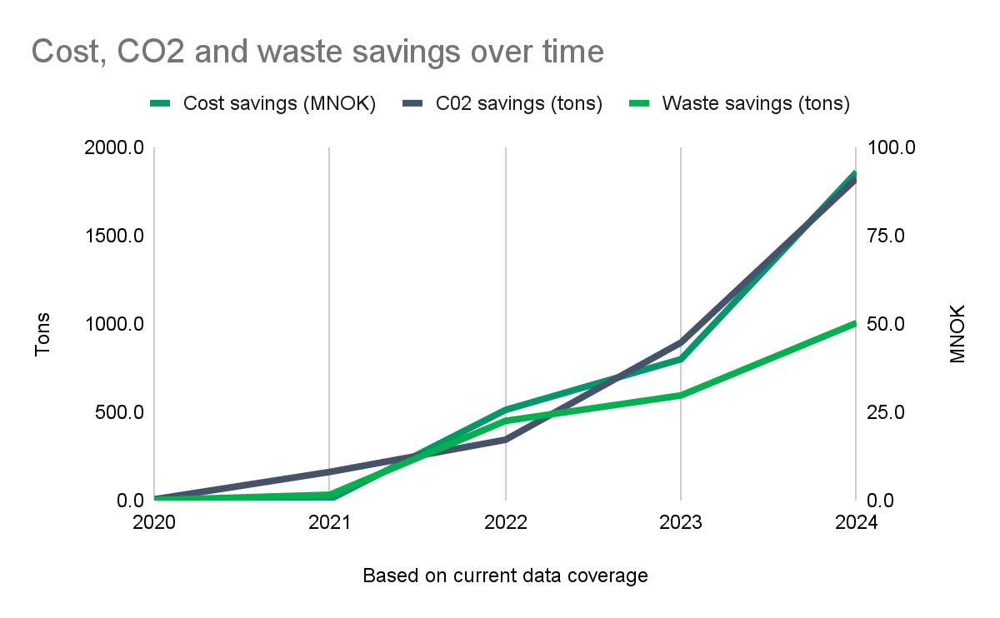 Cost, CO2 and waste savings over time
Cost savings (MNOK)
C02 savings (tons)
Waste savings (tons)
2000.0
1500.0
1000.0
500.0
0.0
Tons
100.0
75.0
50.0
25.0
0.0
MNOK
2020
2021
2022
2023
2024
Based on current data coverage